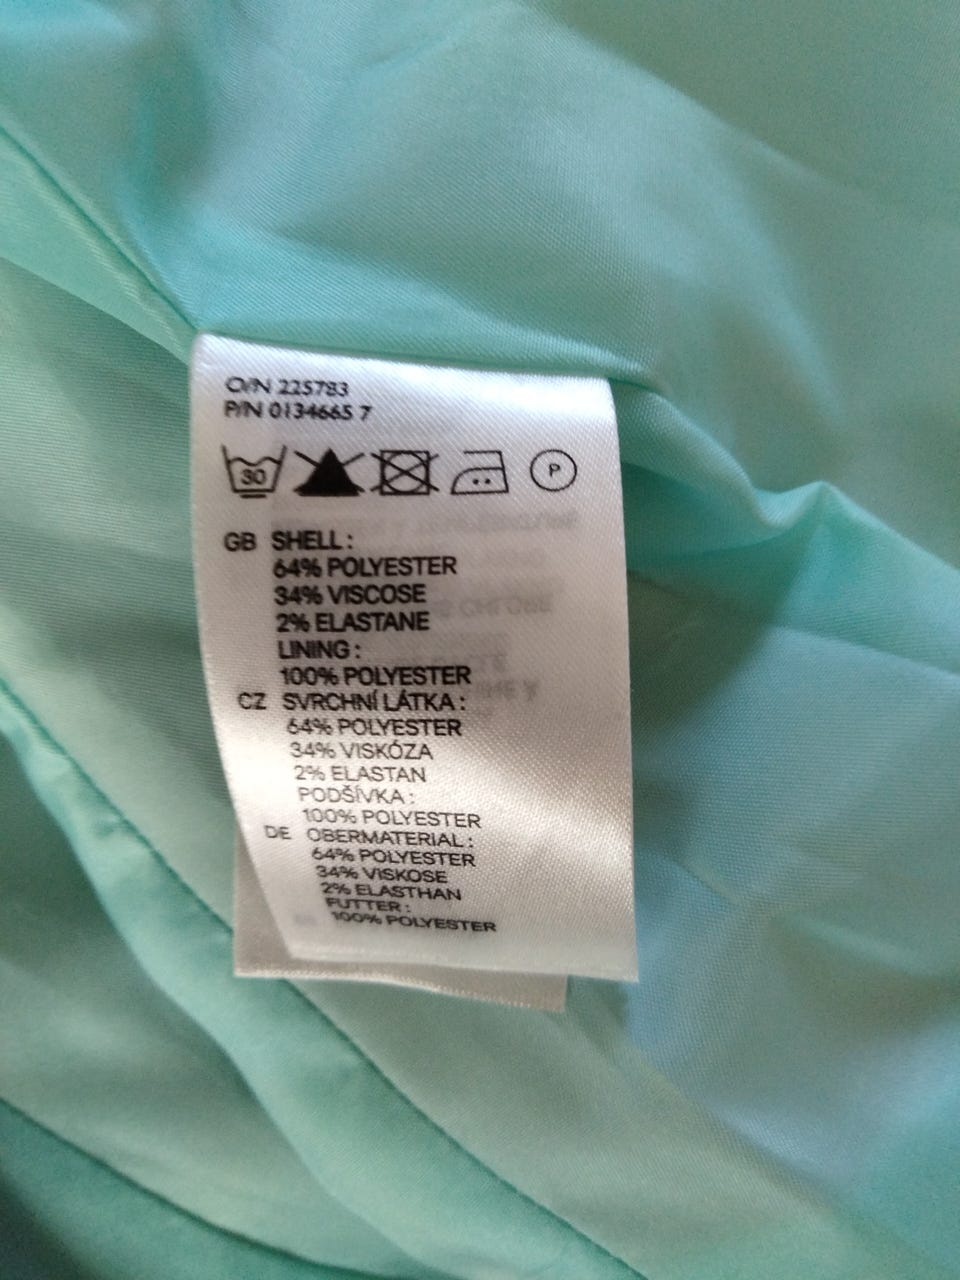 O/N 225783
P/N 0134665 7
30 P
GB SHELL :
64% POLYESTER
34% VISCOSE
2% ELASTANE
LINING :
100% POLYESTER
CZ SVRCHNÍ LÁTKA :
64% POLYESTER
34% VISKÓZA
2% ELASTAN
PODŠÍVKA :
100% POLYESTER
DE OBERMATERIAL :
64% POLYESTER
34% VISKOSE
2% ELASTHAN
FUTTER :
100% POLYESTER